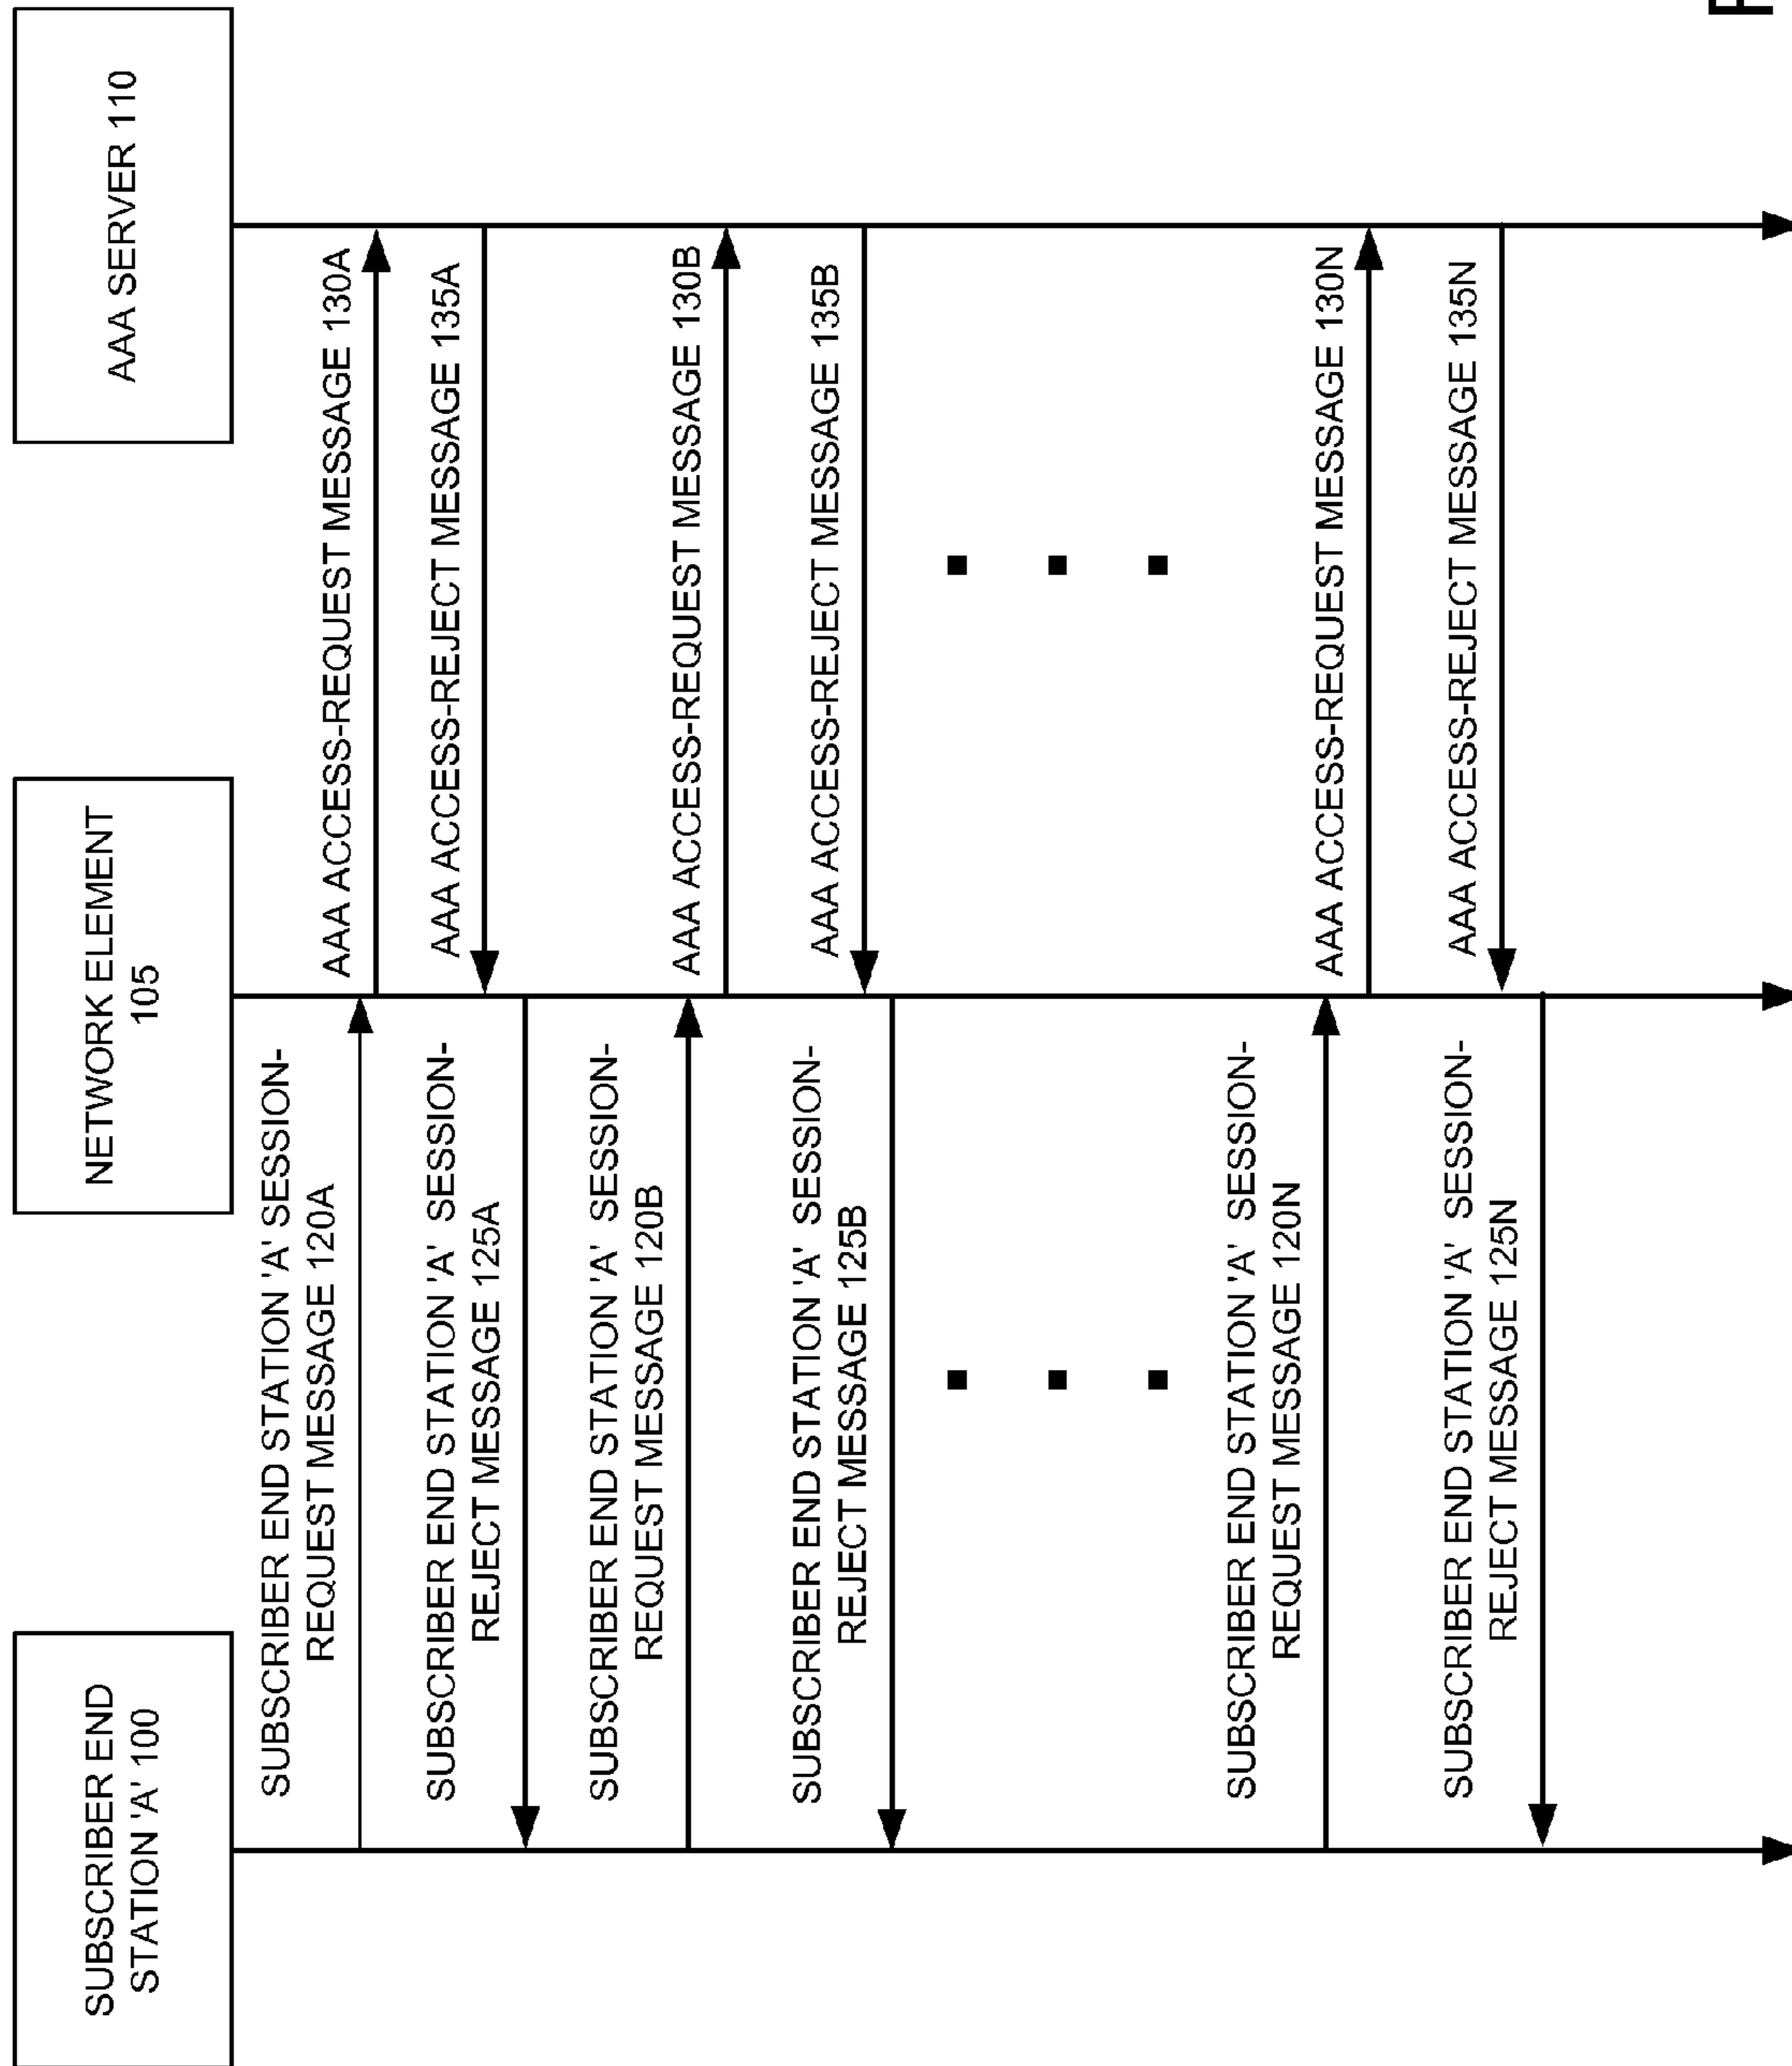 SUBSCRIBER END
STATION 'A' 100
NETWORK ELEMENT
105
AAA SERVER 110
SUBSCRIBER END STATION 'A' SESSION-
REQUEST MESSAGE 120A
AAA ACCESS-REQUEST MESSAGE 130A
AAA ACCESS-REJECT MESSAGE 135A
SUBSCRIBER END STATION 'A' SESSION-
REJECT MESSAGE 125A
SUBSCRIBER END STATION 'A' SESSION-
REQUEST MESSAGE 120B
AAA ACCESS-REQUEST MESSAGE 130B
AAA ACCESS-REJECT MESSAGE 135B
SUBSCRIBER END STATION 'A' SESSION-
REJECT MESSAGE 125B
SUBSCRIBER END STATION 'A' SESSION-
REQUEST MESSAGE 120N
AAA ACCESS-REQUEST MESSAGE 130N
AAA ACCESS-REJECT MESSAGE 135N
SUBSCRIBER END STATION 'A' SESSION-
REJECT MESSAGE 125N